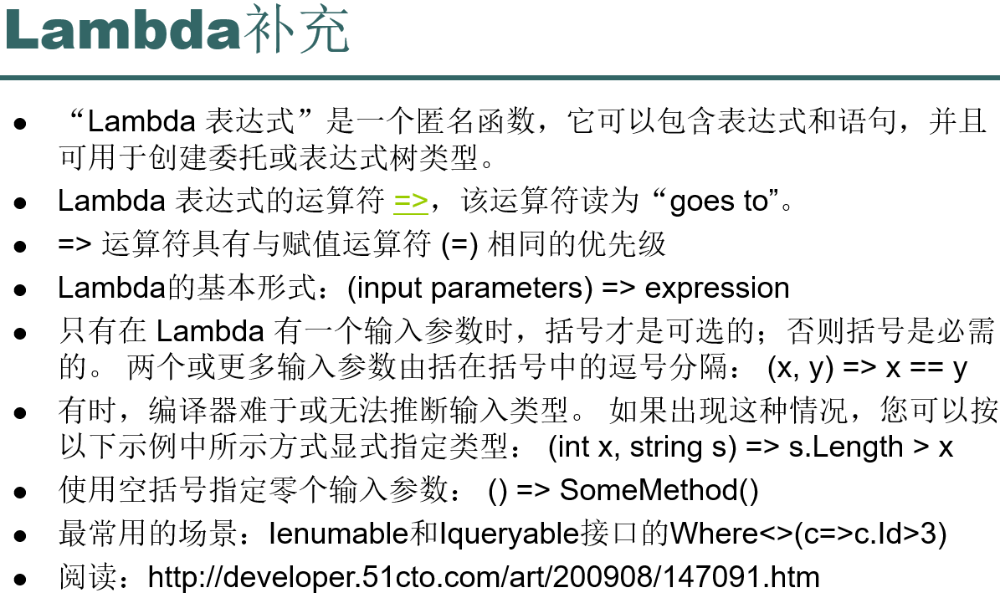 Lambda补充
“Lambda 表达式”是一个匿名函数，它可以包含表达式和语句，并且
可用于创建委托或表达式树类型。
Lambda 表达式的运算符 =>，该运算符读为“goes to”。
=> 运算符具有与赋值运算符 (=) 相同的优先级
Lambda的基本形式：(input parameters) => expression
只有在 Lambda 有一个输入参数时，括号才是可选的；否则括号是必需
的。 两个或更多输入参数由括在括号中的逗号分隔： (x, y) => x == y
有时，编译器难于或无法推断输入类型。 如果出现这种情况，您可以按
以下示例中所示方式显式指定类型： (int x, string s) => s.Length > x
使用空括号指定零个输入参数： () => SomeMethod()
最常用的场景：Ienumable和Iqueryable接口的Where<>(c=>c.Id>3)
阅读：http://developer.51cto.com/art/200908/147091.htm